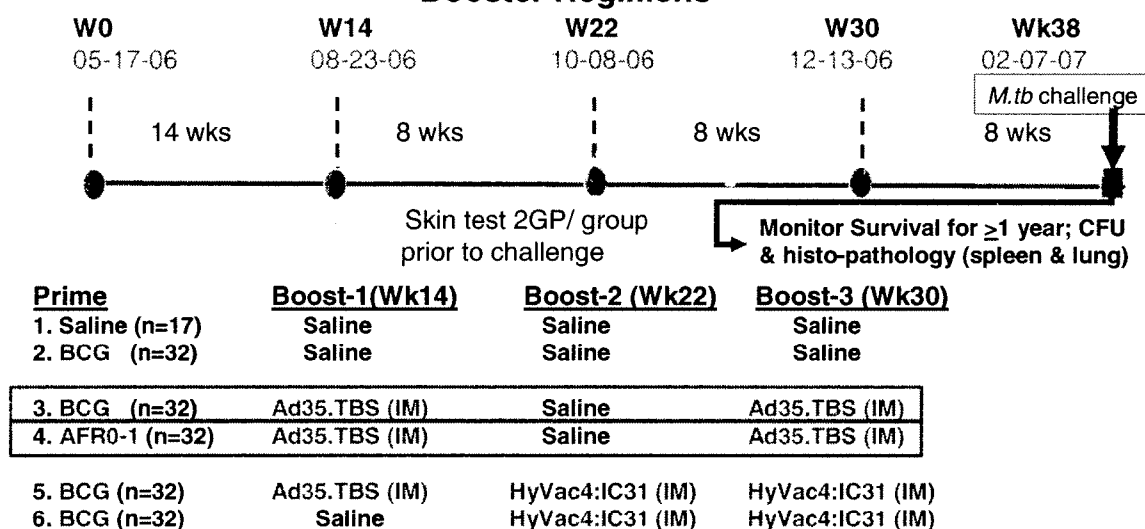 Booster Regimens
W0 W14 W22 W30 Wk38
05-17-06 08-23-06 10-08-06 12-13-06 02-07-07
M.tb challenge
14 wks 8 wks 8 wks 8 wks
Skin test 2GP/ group
prior to challenge
Monitor Survival for ≥1 year; CFU
& histo-pathology (spleen & lung)
Prime Boost-1(Wk14) Boost-2 (Wk22) Boost-3 (Wk30)
1. Saline (n=17) Saline Saline Saline
2. BCG (n=32) Saline Saline Saline
3. BCG (n=32) Ad35.TBS (IM) Saline Ad35.TBS (IM)
4. AFR0-1 (n=32) Ad35.TBS (IM) Saline Ad35.TBS (IM)
5. BCG (n=32) Ad35.TBS (IM) HyVac4:IC31 (IM) HyVac4:IC31 (IM)
6. BCG (n=32) Saline HyVac4:IC31 (IM) HyVac4:IC31 (IM)